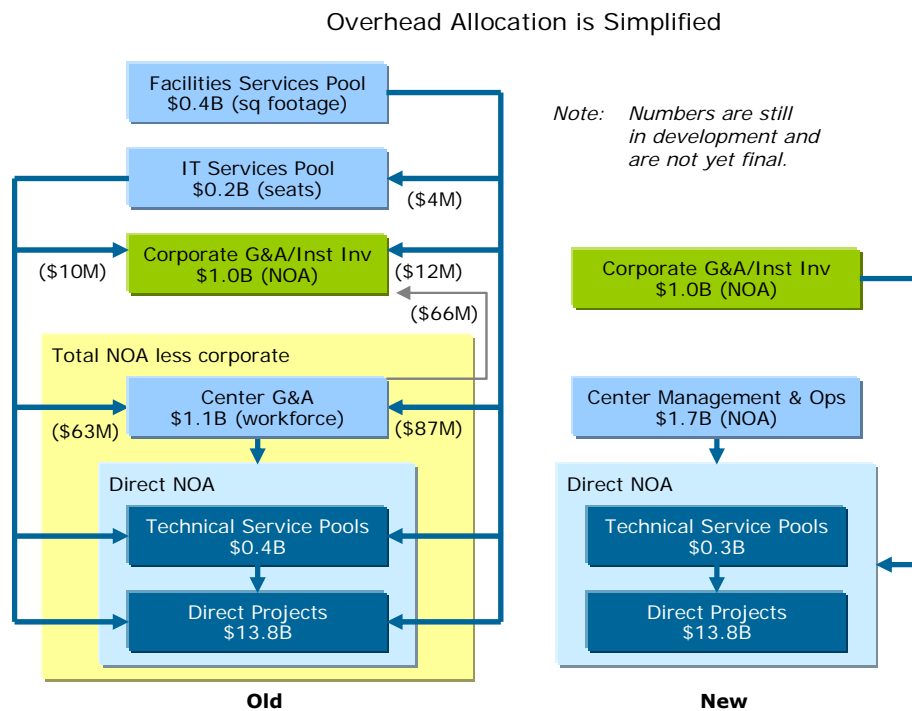 Overhead Allocation is Simplified
Facilities Services Pool
$0.4B (sq footage)
Note: Numbers are still
in development and
are not yet final.
IT Services Pool
$0.2B (seats)
($4M)
Corporate G&A/Inst Inv
$1.0B (NOA)
($10M)
($12M)
($66M)
Total NOA less corporate
Center G&A
$1.1B (workforce)
($63M)
($87M)
Direct NOA
Technical Service Pools
$0.4B
Direct Projects
$13.8B
Old
Corporate G&A/Inst Inv
$1.0B (NOA)
Center Management & Ops
$1.7B (NOA)
Direct NOA
Technical Service Pools
$0.3B
Direct Projects
$13.8B
New